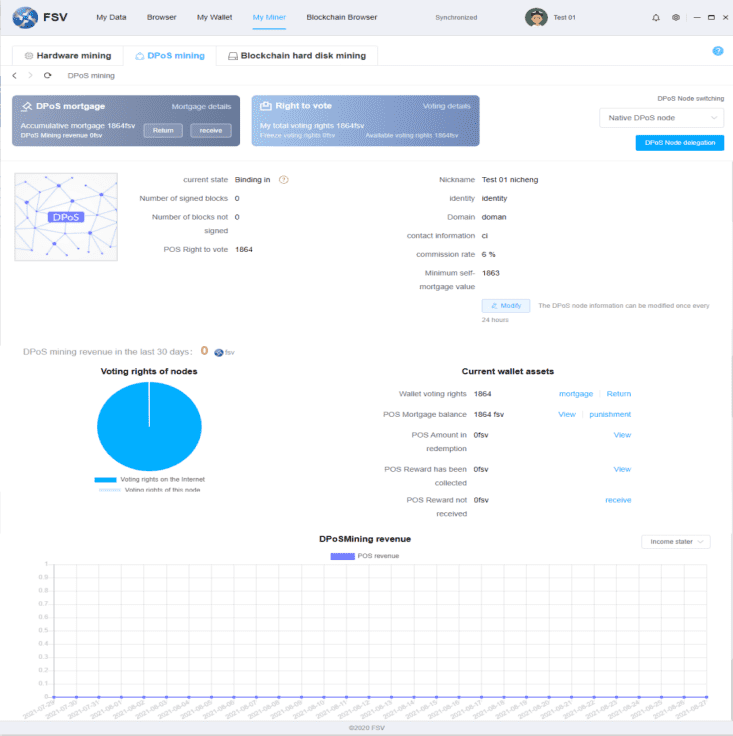 FSV My Data Browser My Wallet My Miner Blockchain Browser Synchronized Test 01
Hardware mining DPoS mining Blockchain hard disk mining
DPoS mining
DPoS mortgage Mortgage details
Accumulative mortgage 1864fsv
DPoS Mining revenue 0fsv
Return receive
Right to vote Voting details
My total voting rights 1864fsv
Freeze voting rights 0fsv Available voting rights 1864fsv
DPoS Node switching
Native DPoS node
DPoS Node delegation
DPoS
current state Binding in
Number of signed blocks 0
Number of blocks not signed 0
POS Right to vote 1864
Nickname Test 01 nicheng
identity identity
Domain doman
contact information ci
commission rate 6 %
Minimum self-
mortgage value 1863
Modify The DPoS node information can be modified once every
24 hours
DPoS mining revenue in the last 30 days: 0 fsv
Voting rights of nodes
Voting rights on the Internet
Voting rights of this node
Current wallet assets
Wallet voting rights 1864 mortgage Return
POS Mortgage balance 1864 fsv View punishment
POS Amount in
redemption 0fsv View
POS Reward has been
collected 0fsv View
POS Reward not
received 0fsv receive
DPoSMining revenue
Income stater
POS revenue
1
0.9
0.8
0.7
0.6
0.5
0.4
0.3
0.2
0.1
0
2021-07-29 2021-07-30 2021-07-31 2021-08-01 2021-08-02 2021-08-03 2021-08-04 2021-08-05 2021-08-06 2021-08-07 2021-08-08 2021-08-09 2021-08-10 2021-08-11 2021-08-12 2021-08-13 2021-08-14 2021-08-15 2021-08-16 2021-08-17 2021-08-18 2021-08-19 2021-08-20 2021-08-21 2021-08-22 2021-08-23 2021-08-24 2021-08-25 2021-08-26 2021-08-27
©2020 FSV